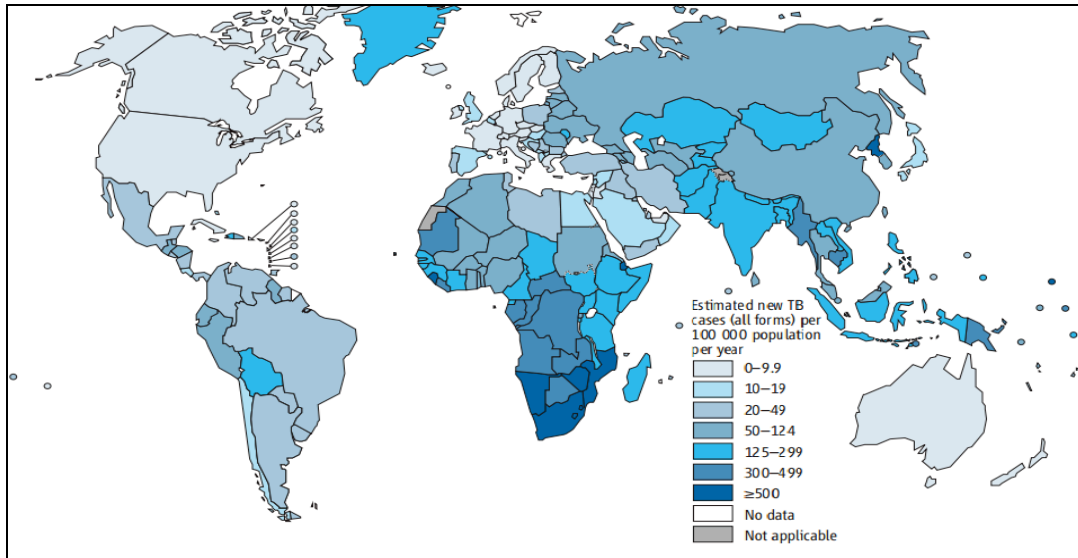 Estimated new TB
cases (all forms) per
100 000 population
per year
0–9.9
10–19
20–49
50–124
125–299
300–499
≥500
No data
Not applicable